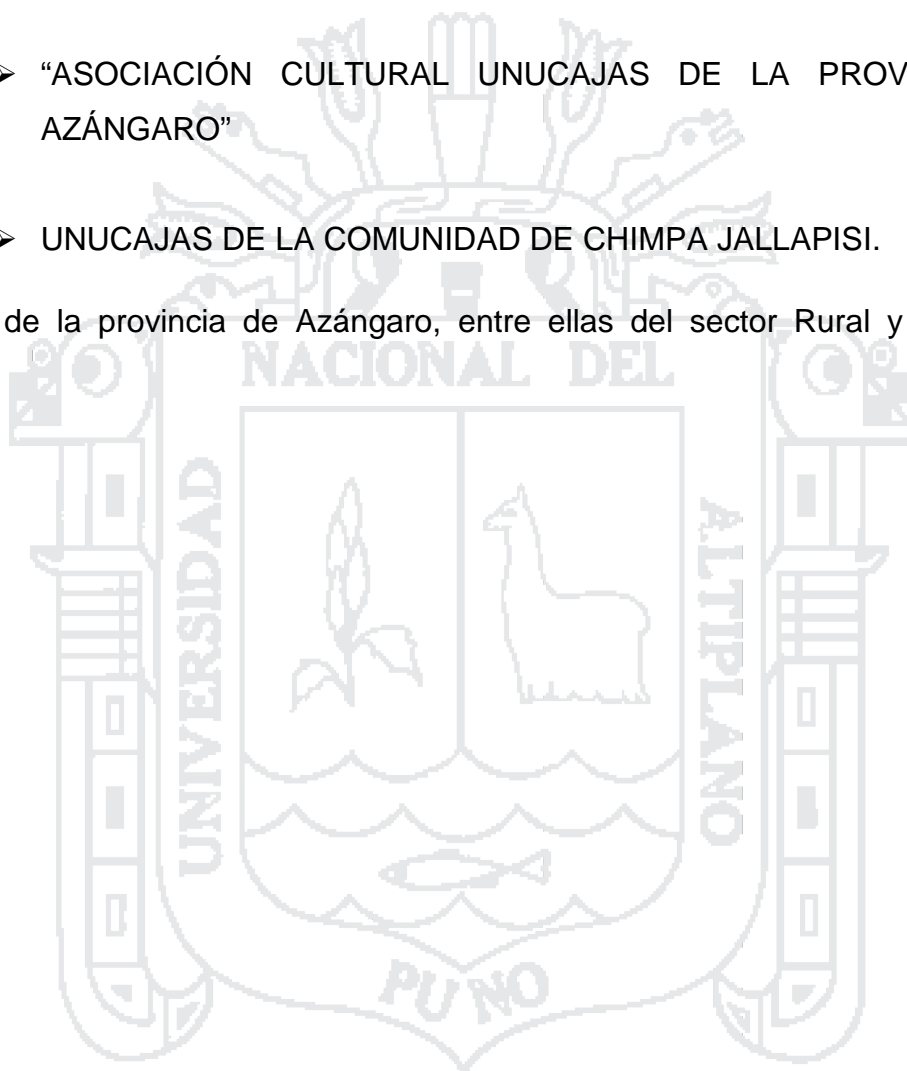 ➢ “ASOCIACIÓN CULTURAL UNUCAJAS DE LA PROV
AZÁNGARO”
➢ UNUCAJAS DE LA COMUNIDAD DE CHIMPA JALLAPISI.
de la provincia de Azángaro, entre ellas del sector Rural y
NACIONAL DEL
UNIVERSIDAD
ALTIPLANO
PUNO